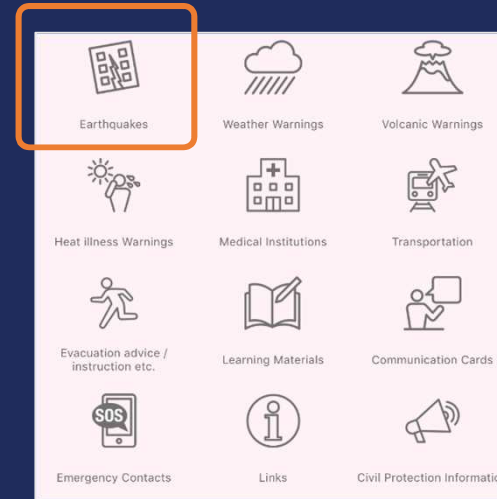 Earthquakes
Weather Warnings
Volcanic Warnings
Heat illness Warnings
Medical Institutions
Transportation
Evacuation advice /
instruction etc.
Learning Materials
Communication Cards
SOS
Emergency Contacts
Links
Civil Protection Informatio